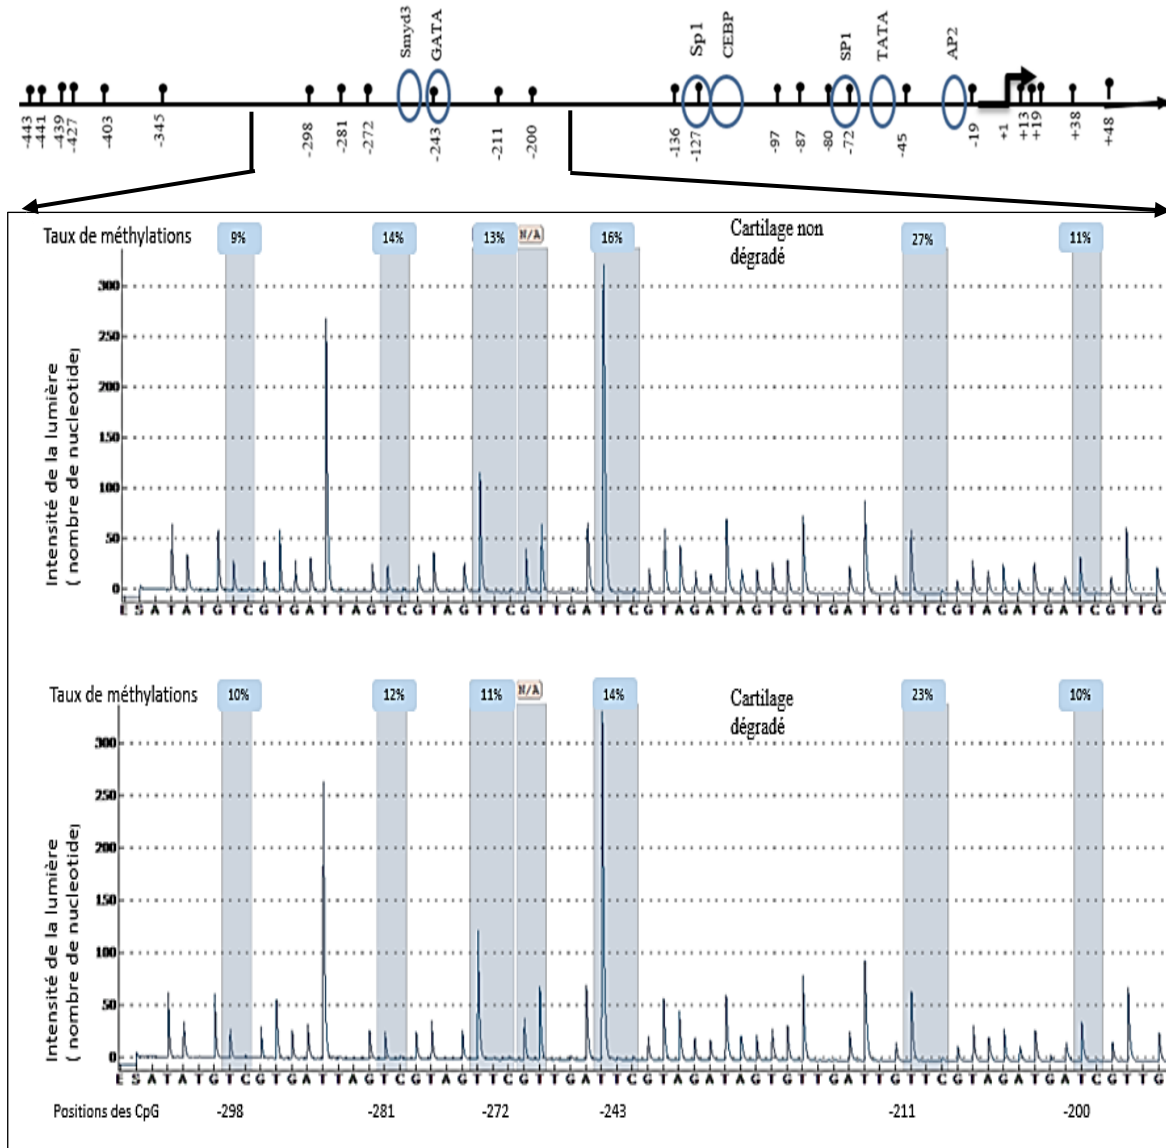 Smyd3 GATA Sp1 CEBP SP1 TATA AP2
-443 -441 -439 -427 -403 -345 -298 -281 -272 -243 -211 -200 -136 -127 -97 -87 -80 -72 -45 -19 +1 +13 +19 +38 +48
Taux de méthylations 9% 14% 13% N/A 16% Cartilage non 27% 11%
dégradé
Intensité de la lumière
( nombre de nucleotide)
300
250
200
150
100
50
0
E S A T A T G T C G T G A T T A G T C G T A G T T C G T T G A T T C G T A G A T A G T G T T G A T T G T T C G T A G A T G A T C G T T G
Taux de méthylations 10% 12% 11% N/A 14% Cartilage 23% 10%
dégradé
Intensité de la lumière
( nombre de nucleotide)
300
250
200
150
100
50
0
E S A T A T G T C G T G A T T A G T C G T A G T T C G T T G A T T C G T A G A T A G T G T T G A T T G T T C G T A G A T G A T C G T T G
Positions des CpG -298 -281 -272 -243 -211 -200